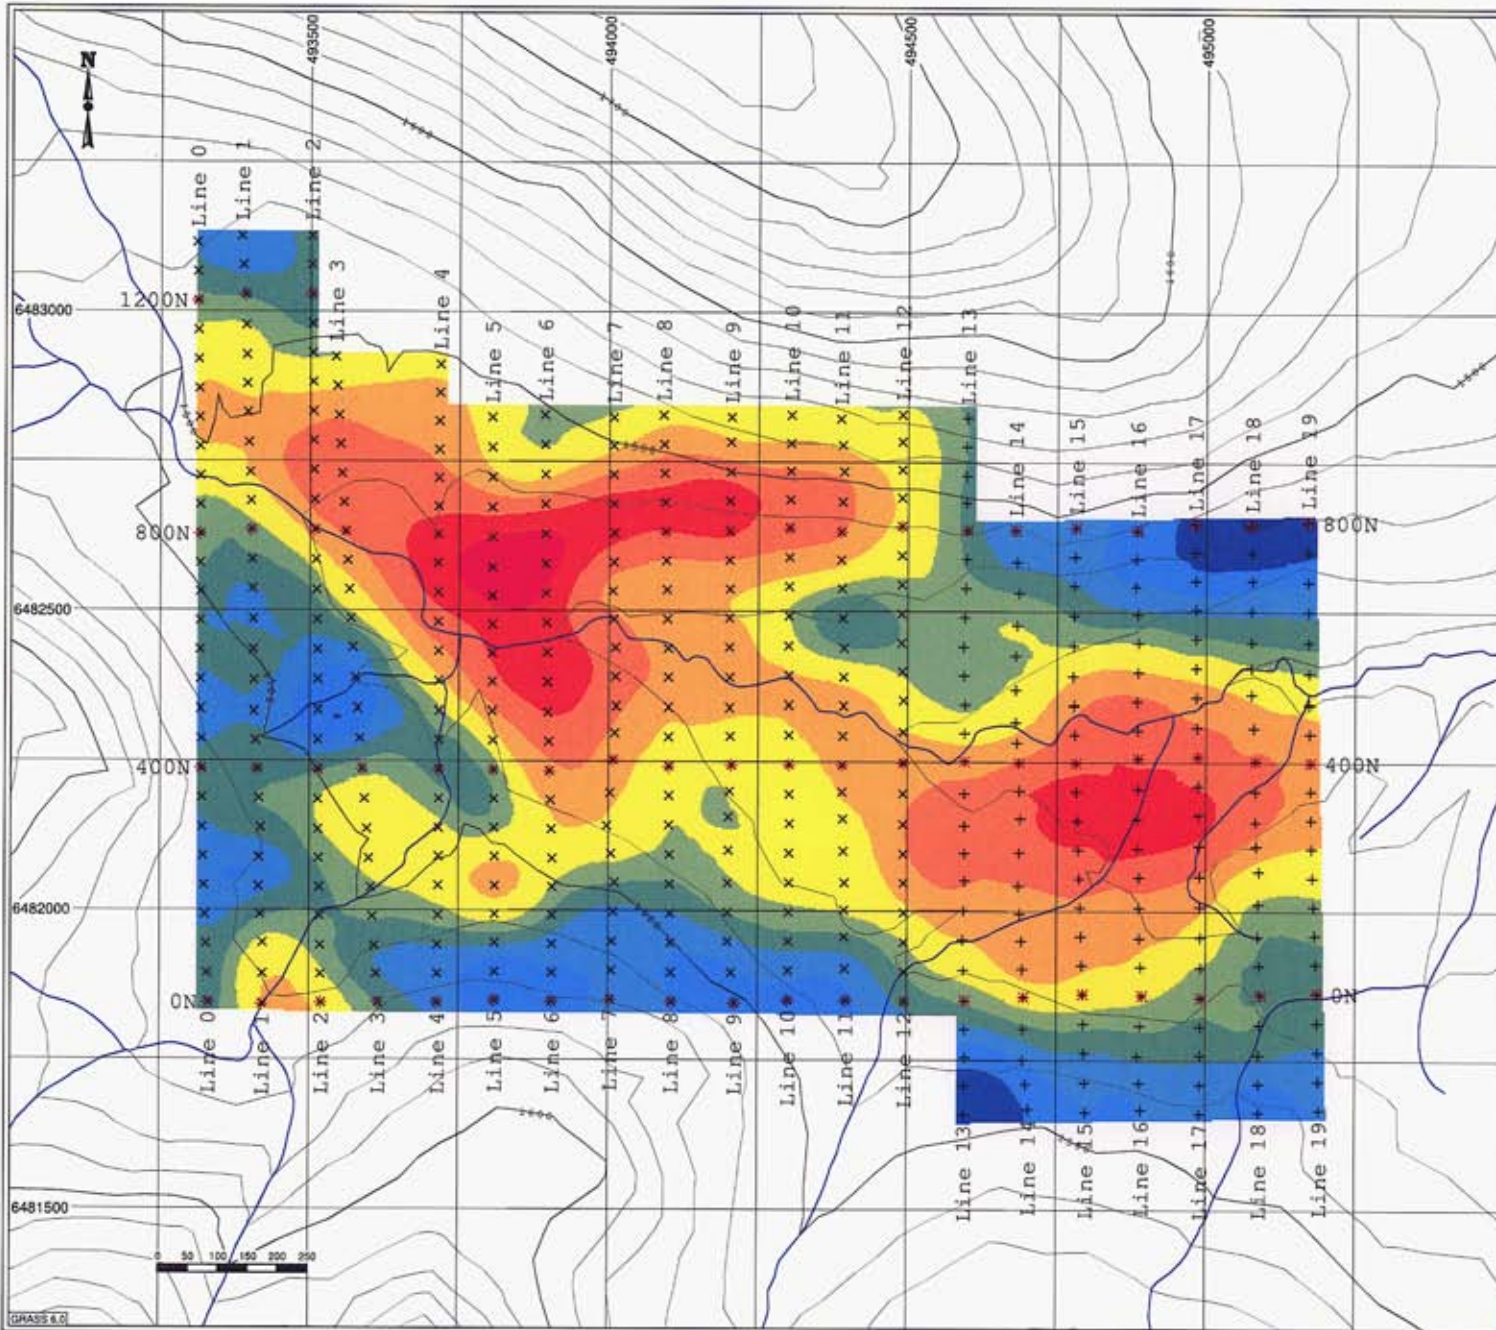 493500
494000
494500
495000
N
Line 0
Line 1
Line 2
Line 3
Line 4
Line 5
Line 6
Line 7
Line 8
Line 9
Line 10
Line 11
Line 12
Line 13
Line 14
Line 15
Line 16
Line 17
Line 18
Line 19
1600
1500
1200N
6483000
800N
800N
6482500
400N
400N
6482000
0N
0N
Line 0
Line 1
Line 2
Line 3
Line 4
Line 5
Line 6
Line 7
Line 8
Line 9
Line 10
Line 11
Line 12
Line 13
Line 14
Line 15
Line 16
Line 17
Line 18
Line 19
6481500
0 50 100 150 200 250
GRASS 6.0